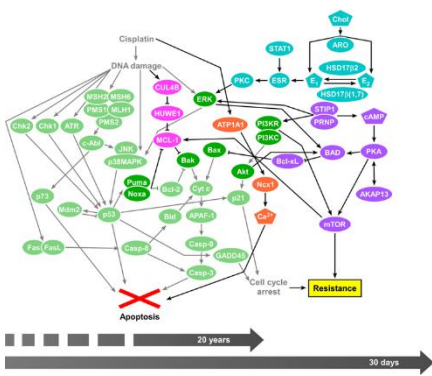 Chol
Cisplatin
STAT1
ARO
HSD17β2
DNA damage
PKC
ESR
E₁
E₂
MSH2
MSH6
CUL4B
ERK
HSD17β(1,7)
PMS1
MLH1
STIP1
Chk2
Chk1
ATR
HUWE1
ATP1A1
PI3KR
PRNP
cAMP
PMS2
MCL-1
PI3KC
c-Abl
JNK
Bax
BAD
PKA
p38MAPK
Bak
Bcl-xL
Akt
Puma
Bcl-2
Cyt c
Ncx1
AKAP13
p73
Noxa
p21
Mdm2
p53
Bid
APAF-1
Ca²⁺
mTOR
Fas
FasL
Casp-8
Casp-9
GADD45
Casp-3
Cell cycle
arrest
Resistance
Apoptosis
20 years
30 days